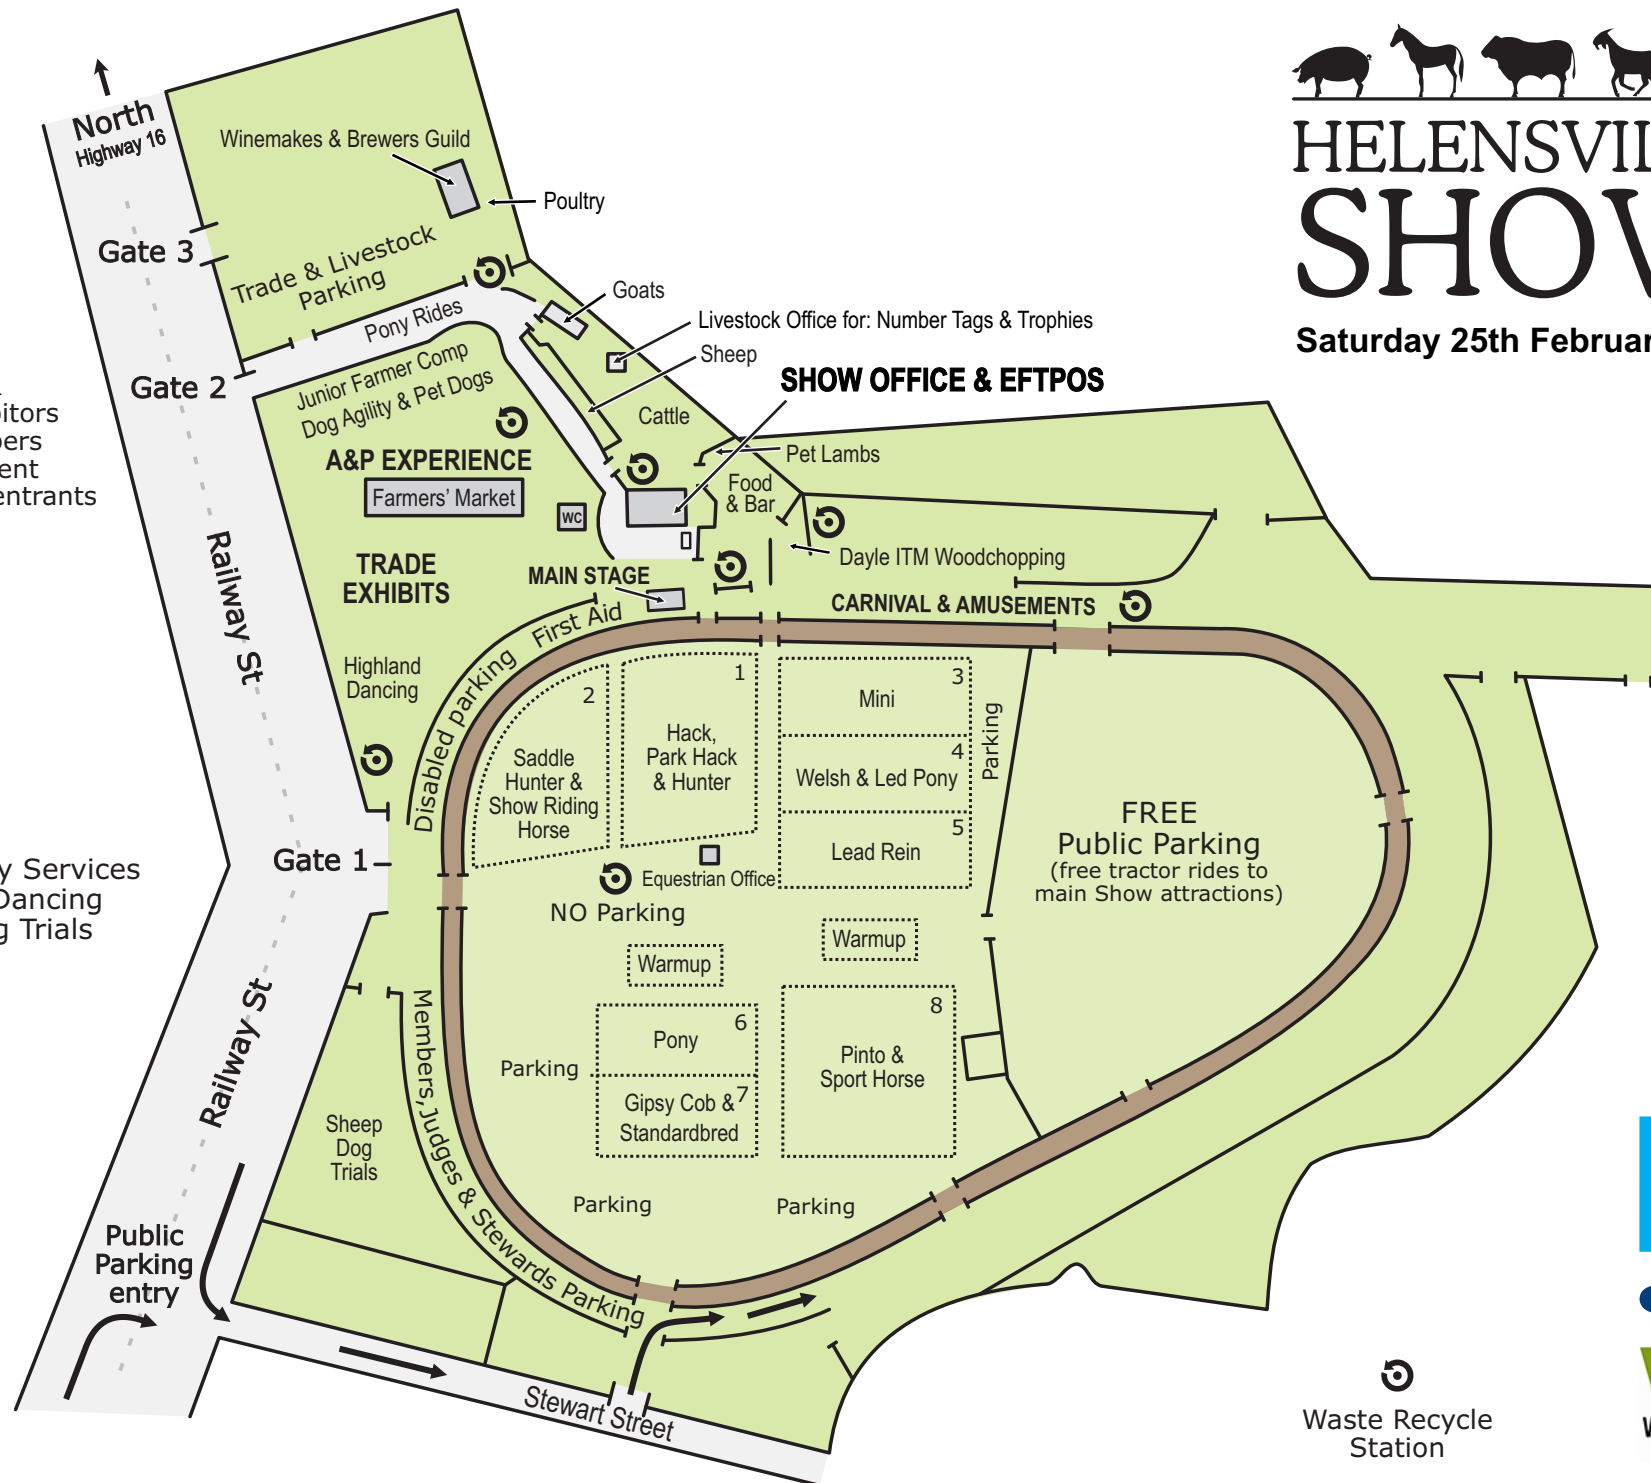 HELENSVIL
SHOW
Saturday 25th Februar
North
Highway 16
Winemakes & Brewers Guild
Poultry
Gate 3
Trade & Livestock
Parking
Pony Rides
Goats
Livestock Office for: Number Tags & Trophies
Sheep
SHOW OFFICE & EFTPOS
Gate 2
Junior Farmer Comp
Dog Agility & Pet Dogs
Cattle
Pet Lambs
itors
ers
ent
entrants
A&P EXPERIENCE
Farmers' Market
WC
Food
& Bar
Dayle ITM Woodchopping
TRADE
EXHIBITS
MAIN STAGE
CARNIVAL & AMUSEMENTS
First Aid
Disabled parking
Railway St
Highland
Dancing
2
Saddle
Hunter &
Show Riding
Horse
1
Hack,
Park Hack
& Hunter
3
Mini
4
Welsh & Led Pony
5
Lead Rein
Parking
FREE
Public Parking
(free tractor rides to
main Show attractions)
Gate 1
y Services
Dancing
g Trials
Equestrian Office
NO Parking
Warmup
Warmup
6
Pony
7
Gipsy Cob &
Standardbred
8
Pinto &
Sport Horse
Parking
Parking
Parking
Members, Judges & Stewards Parking
Railway St
Sheep
Dog
Trials
Public
Parking
entry
Stewart Street
Waste Recycle
Station